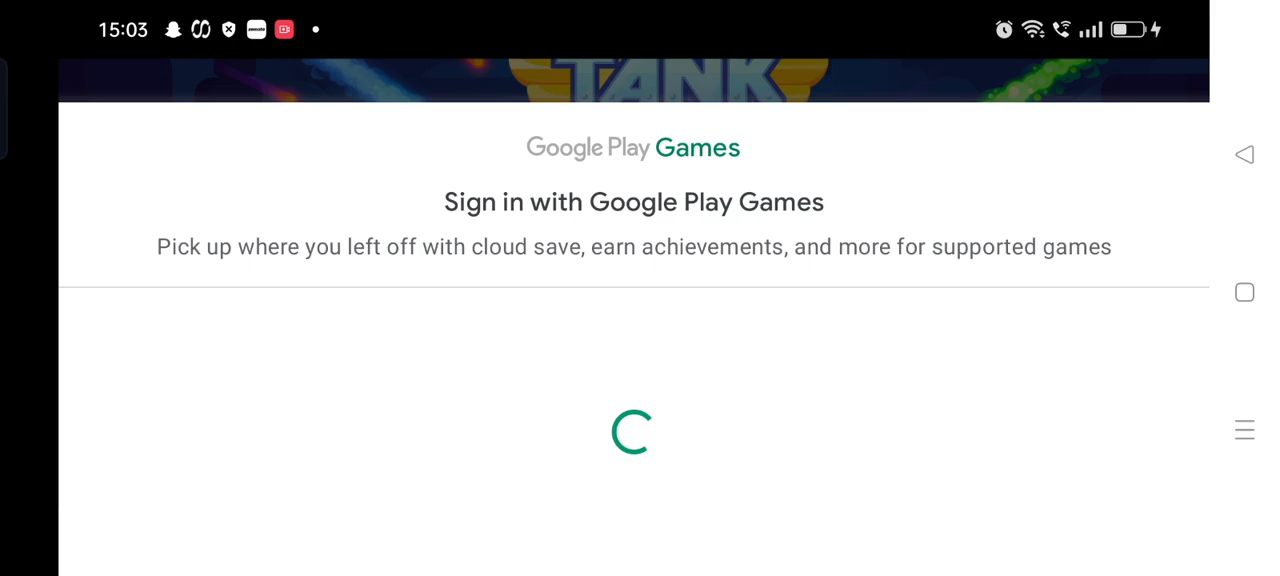 15:03
TANK
Google Play Games
Sign in with Google Play Games
Pick up where you left off with cloud save, earn achievements, and more for supported games